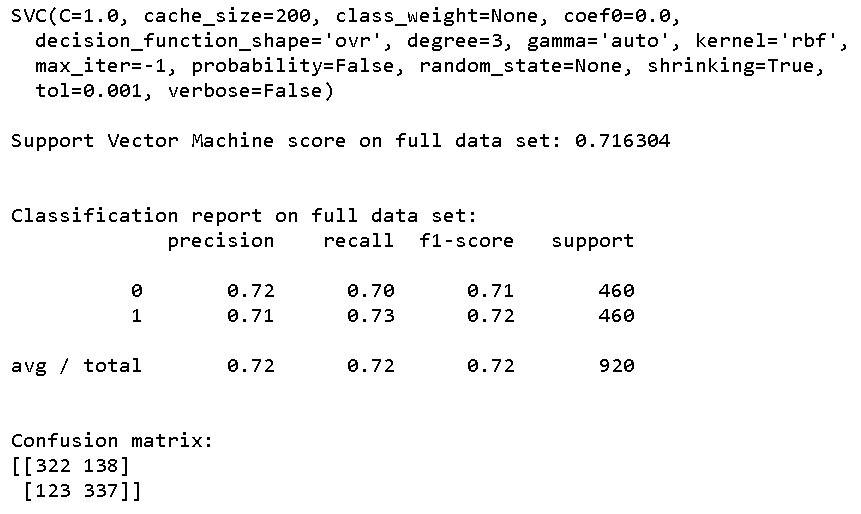 SVC(C=1.0, cache_size=200, class_weight=None, coef0=0.0,
decision_function_shape='ovr', degree=3, gamma='auto', kernel='rbf',
max_iter=-1, probability=False, random_state=None, shrinking=True,
tol=0.001, verbose=False)
Support Vector Machine score on full data set: 0.716304
Classification report on full data set:
precision recall f1-score support
0 0.72 0.70 0.71 460
1 0.71 0.73 0.72 460
avg / total 0.72 0.72 0.72 920
Confusion matrix:
[[322 138]
[123 337]]